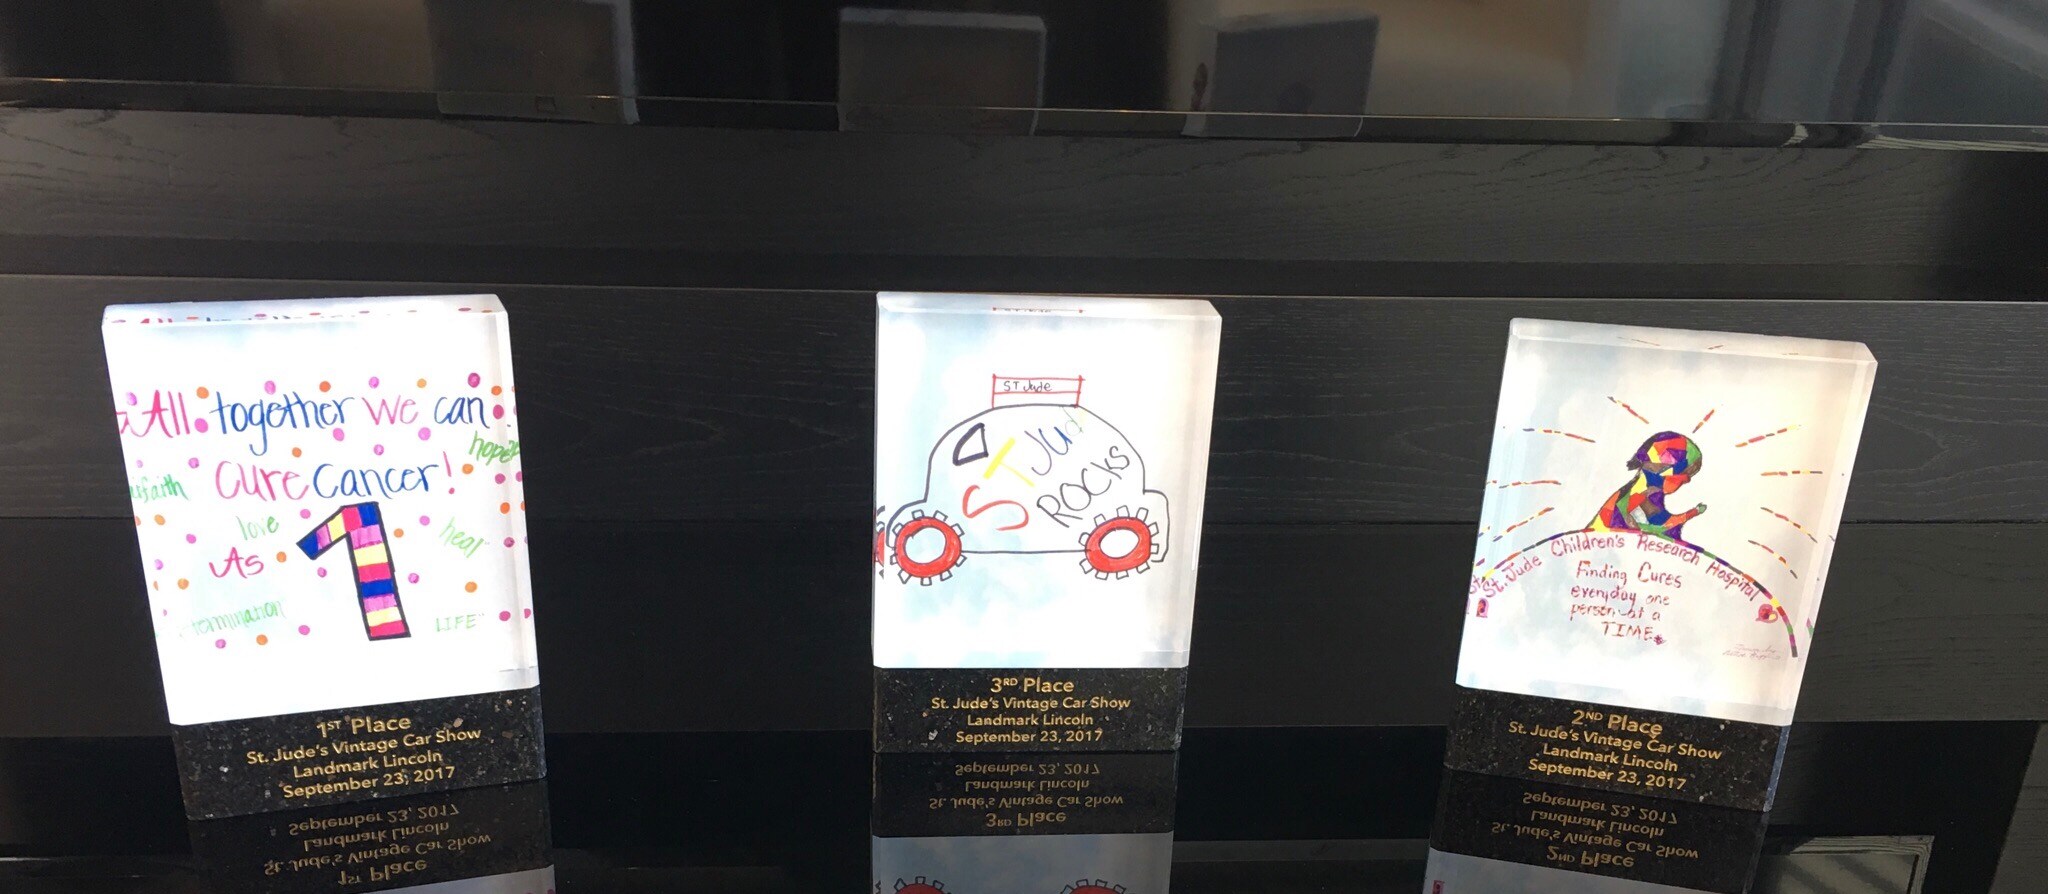 "All together we can
cure cancer!
hope
faith
love
As 1
heal
LIFE"
1ST Place
St. Jude's Vintage Car Show
Landmark Lincoln
September 23, 2017
ST Jude
ST Jud
ROCKS
3RD Place
St. Jude's Vintage Car Show
Landmark Lincoln
September 23, 2017
St. Jude Children's Research Hospital
Finding Cures
everyday one
person at a
TIME.
2ND Place
St. Jude's Vintage Car Show
Landmark Lincoln
September 23, 2017